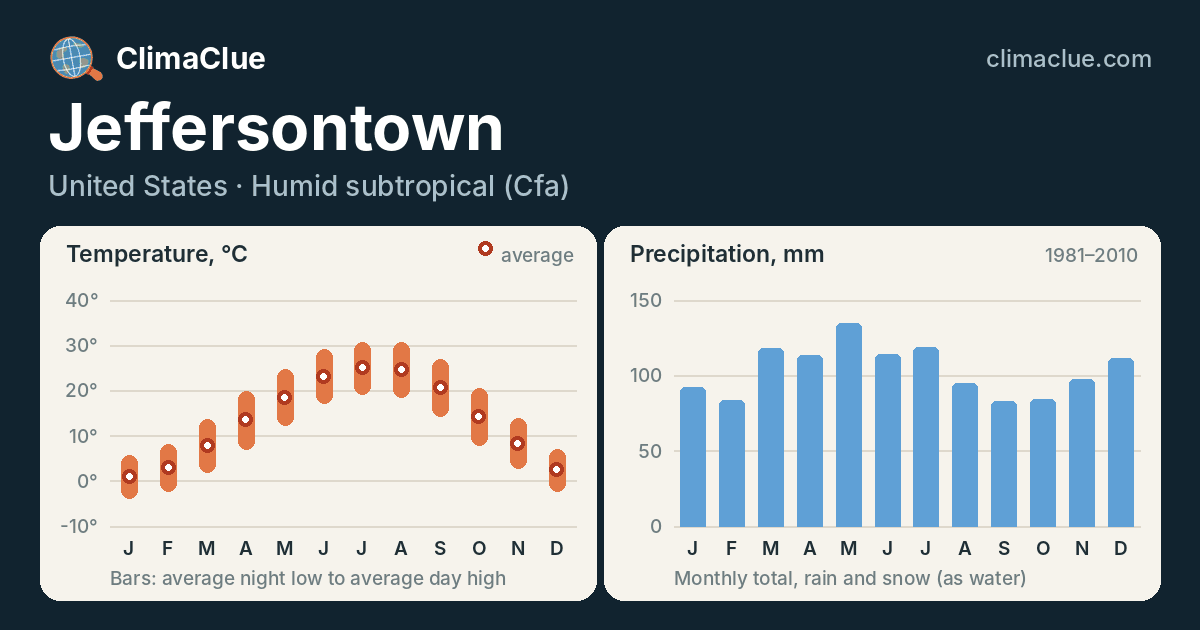 ClimaClue
climaclue.com
Jeffersontown
United States · Humid subtropical (Cfa)
Temperature, °C
average
40°
30°
20°
10°
0°
-10°
J F M A M J J A S O N D
Bars: average night low to average day high
Precipitation, mm
1981–2010
150
100
50
0
J F M A M J J A S O N D
Monthly total, rain and snow (as water)